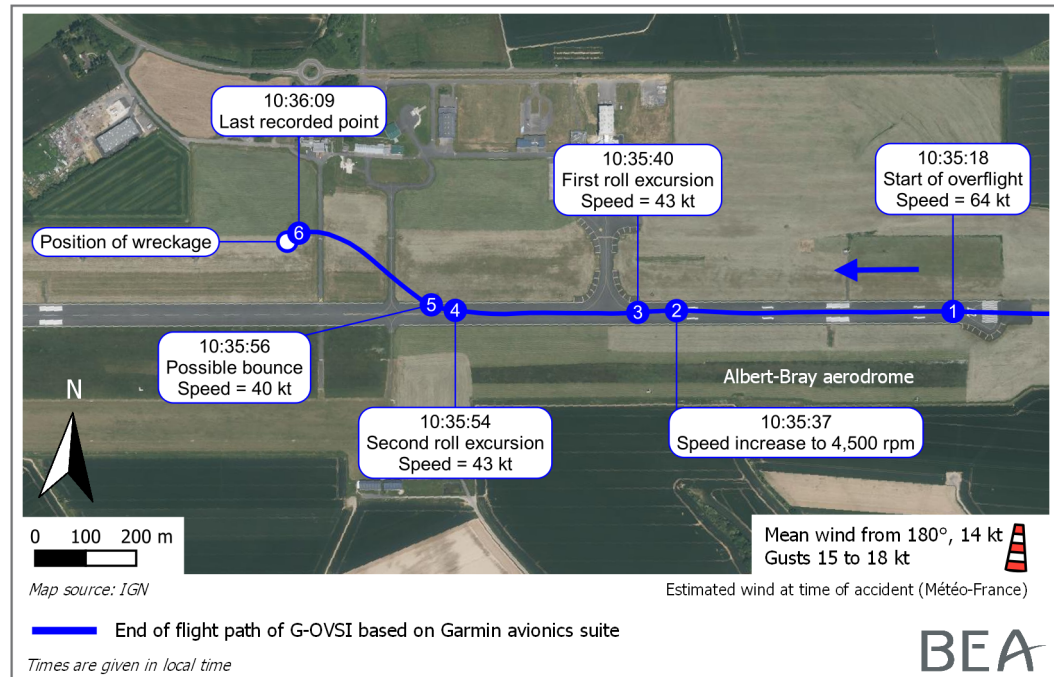 10:36:09
Last recorded point
10:35:40
First roll excursion
Speed = 43 kt
10:35:18
Start of overflight
Speed = 64 kt
Position of wreckage
6
5
4
3
2
1
10:35:56
Possible bounce
Speed = 40 kt
Albert-Bray aerodrome
N
10:35:54
Second roll excursion
Speed = 43 kt
10:35:37
Speed increase to 4,500 rpm
0 100 200 m
Mean wind from 180°, 14 kt
Gusts 15 to 18 kt
Map source: IGN
Estimated wind at time of accident (Météo-France)
End of flight path of G-OVSI based on Garmin avionics suite
Times are given in local time
BEA